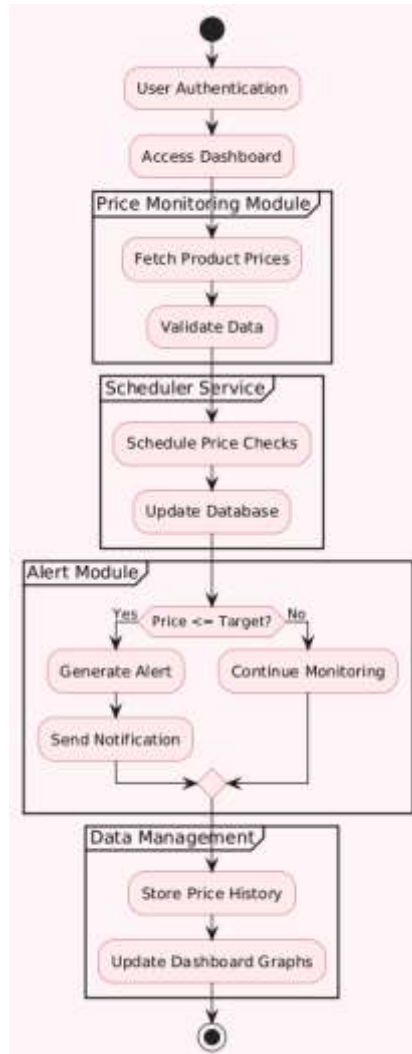 User Authentication
Access Dashboard
Price Monitoring Module
Fetch Product Prices
Validate Data
Scheduler Service
Schedule Price Checks
Update Database
Alert Module
Yes
Price <= Target?
No
Generate Alert
Continue Monitoring
Send Notification
Data Management
Store Price History
Update Dashboard Graphs